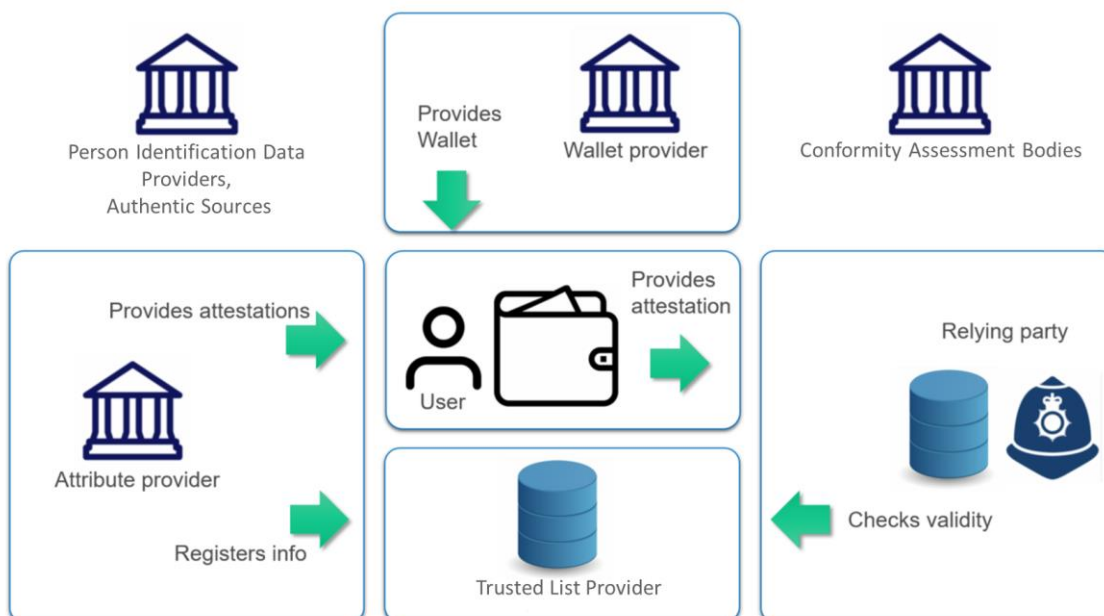 Person Identification Data
Providers,
Authentic Sources
Provides
Wallet
Wallet provider
Conformity Assessment Bodies
Provides attestations
Attribute provider
Registers info
User
Provides
attestation
Trusted List Provider
Relying party
Checks validity